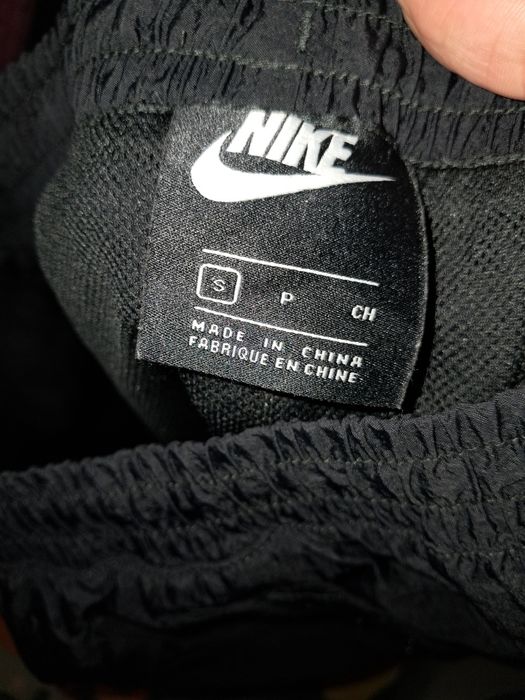 NIKE
S P CH
MADE IN CHINA
FABRIQUE EN CHINE